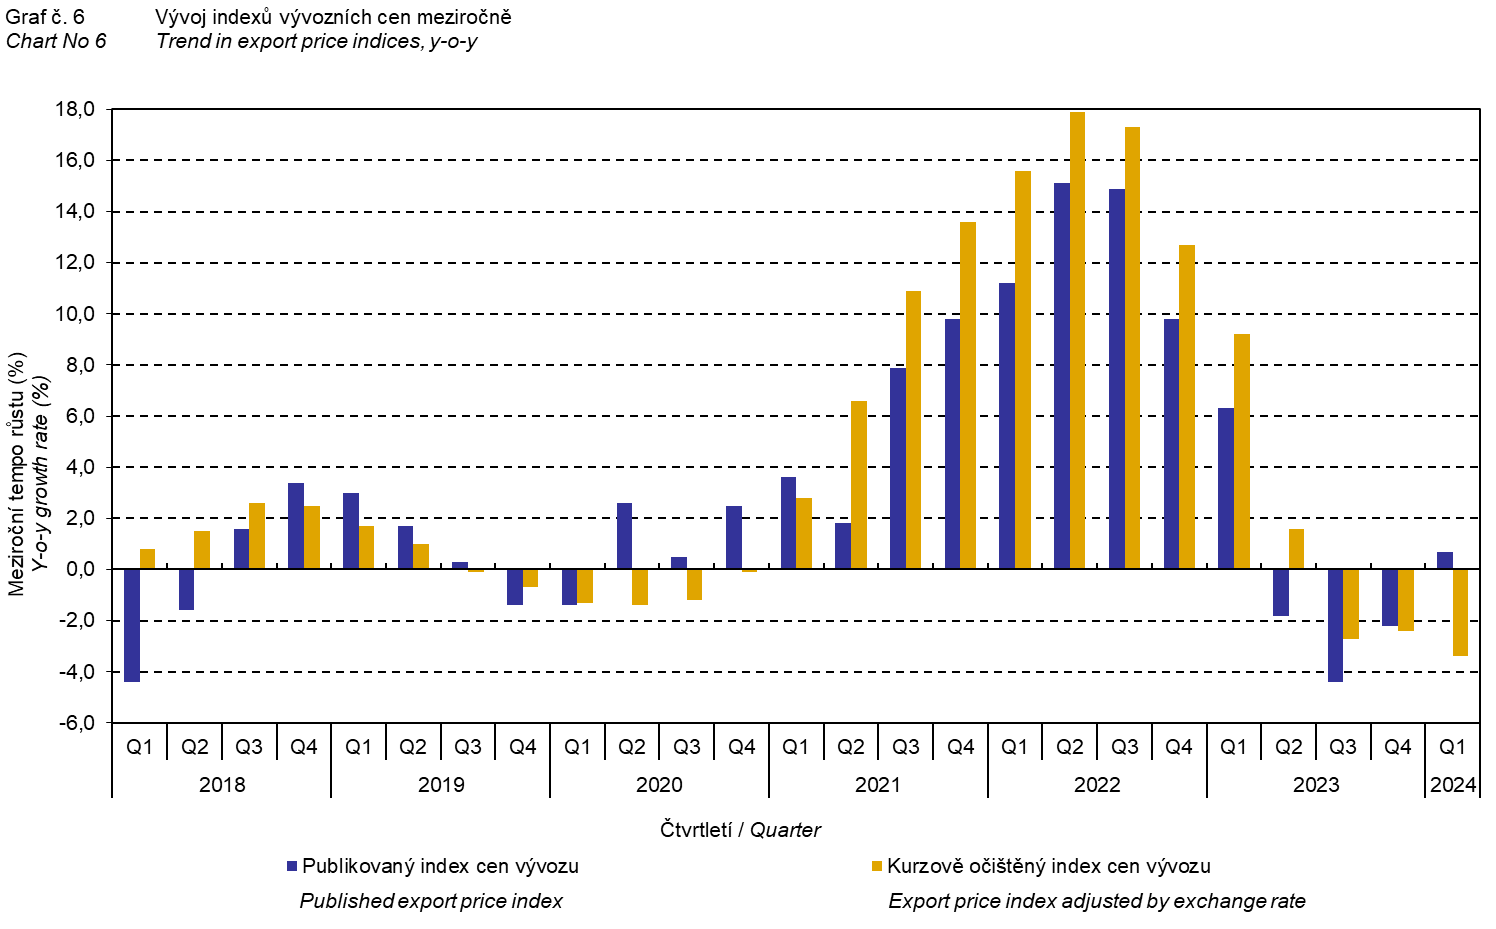 Graf č. 6 Vývoj indexů vývozních cen meziročně
Chart No 6 Trend in export price indices, y-o-y
Meziroční tempo růstu (%)
Y-o-y growth rate (%)
18,0
16,0
14,0
12,0
10,0
8,0
6,0
4,0
2,0
0,0
-2,0
-4,0
-6,0
Q1 Q2 Q3 Q4 Q1 Q2 Q3 Q4 Q1 Q2 Q3 Q4 Q1 Q2 Q3 Q4 Q1 Q2 Q3 Q4 Q1 Q2 Q3 Q4 Q1
2018 2019 2020 2021 2022 2023 2024
Čtvrtletí / Quarter
Publikovaný index cen vývozu Kurzově očištěný index cen vývozu
Published export price index Export price index adjusted by exchange rate